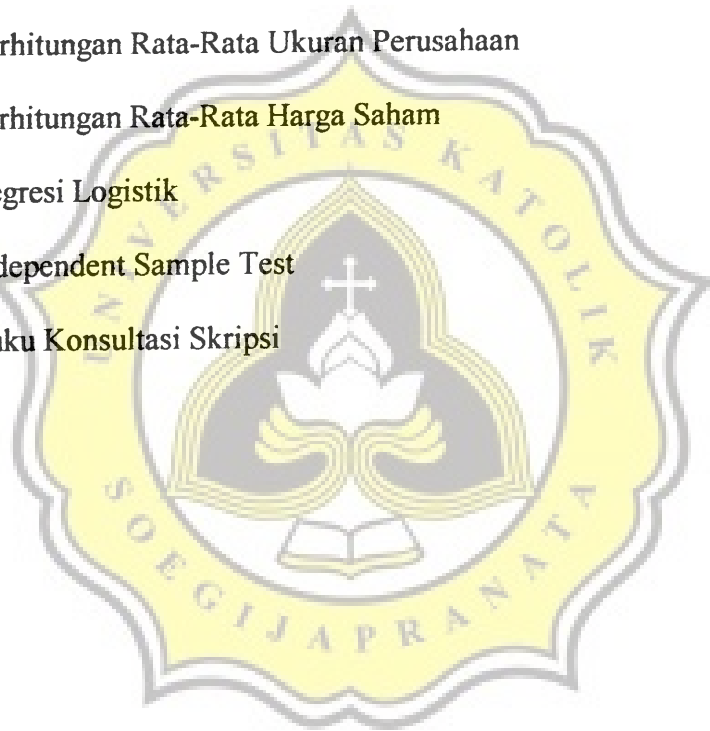 rhitungan Rata-Rata Ukuran Perusahaan
rhitungan Rata-Rata Harga Saham
egresi Logistik
dependent Sample Test
ku Konsultasi Skripsi
UNIVERSITAS KATOLIK
SOEGIJAPRANATA